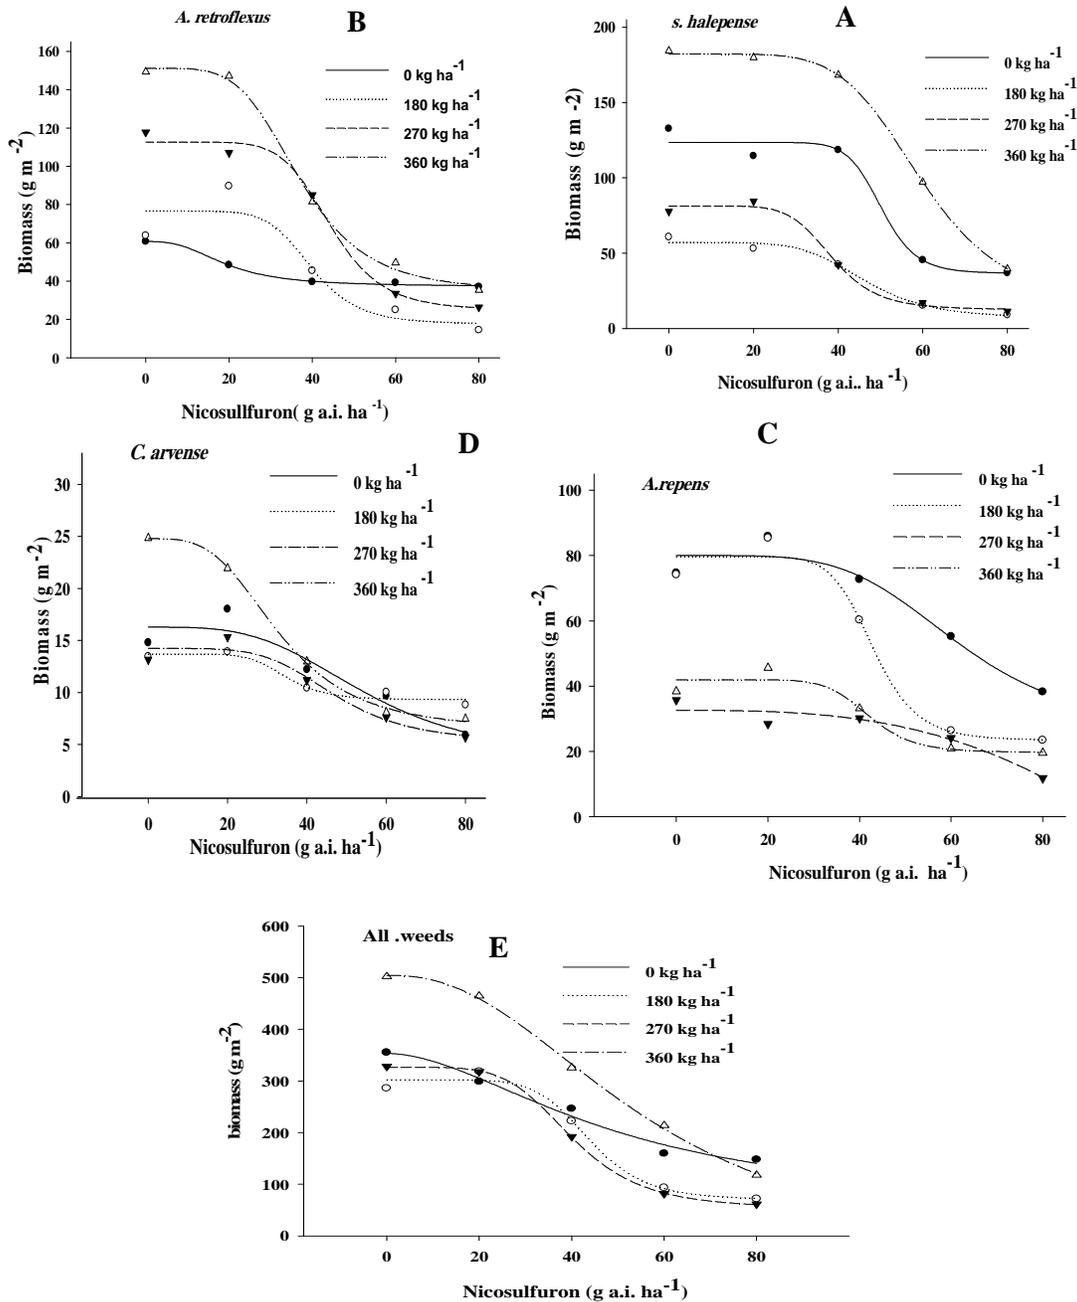 A. retroflexus
B
160
140
120
100
80
60
40
20
0
Biomass (g m-2)
0 kg ha-1
180 kg ha-1
270 kg ha-1
360 kg ha-1
0 20 40 60 80
Nicosullfuron( g a.i. ha -1)
s. halepense
A
200
150
100
50
0
Biomass (g m -2)
0 kg ha-1
180 kg ha-1
270 kg ha-1
360 kg ha-1
0 20 40 60 80
Nicosulfuron (g a.i.. ha -1)
C. arvense
D
30
25
20
15
10
5
0
Biomass (g m-2)
0 kg ha-1
180 kg ha-1
270 kg ha-1
360 kg ha-1
0 20 40 60 80
Nicosulfuron (g a.i. ha-1)
C
A.repens
100
80
60
40
20
0
Biomass (g m-2)
0 kg ha-1
180 kg ha-1
270 kg ha-1
360 kg ha-1
0 20 40 60 80
Nicosulfuron (g a.i. ha-1)
All .weeds
E
600
500
400
300
200
100
0
biomass (g m-2)
0 kg ha-1
180 kg ha-1
270 kg ha-1
360 kg ha-1
0 20 40 60 80
Nicosulfuron (g a.i. ha-1)